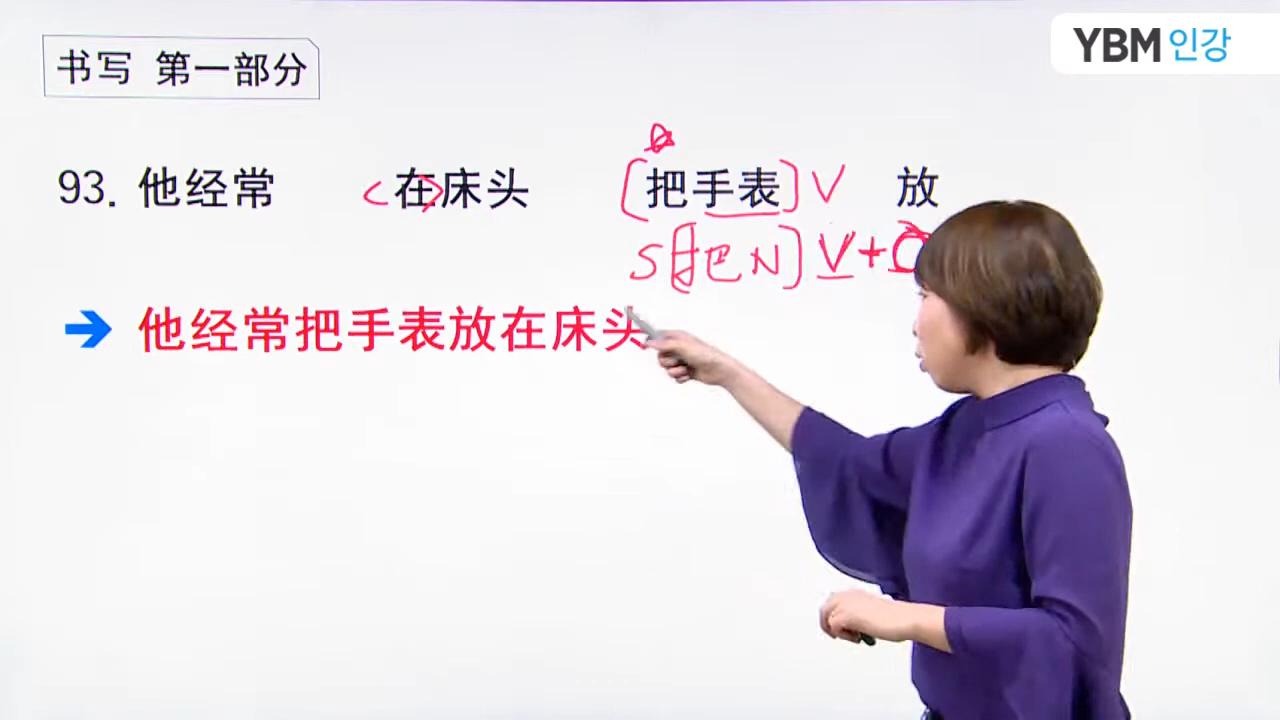 YBM 인강
书写 第一部分
93. 他经常 在床头 把手表 V 放
S 把 N V+
他经常把手表放在床头